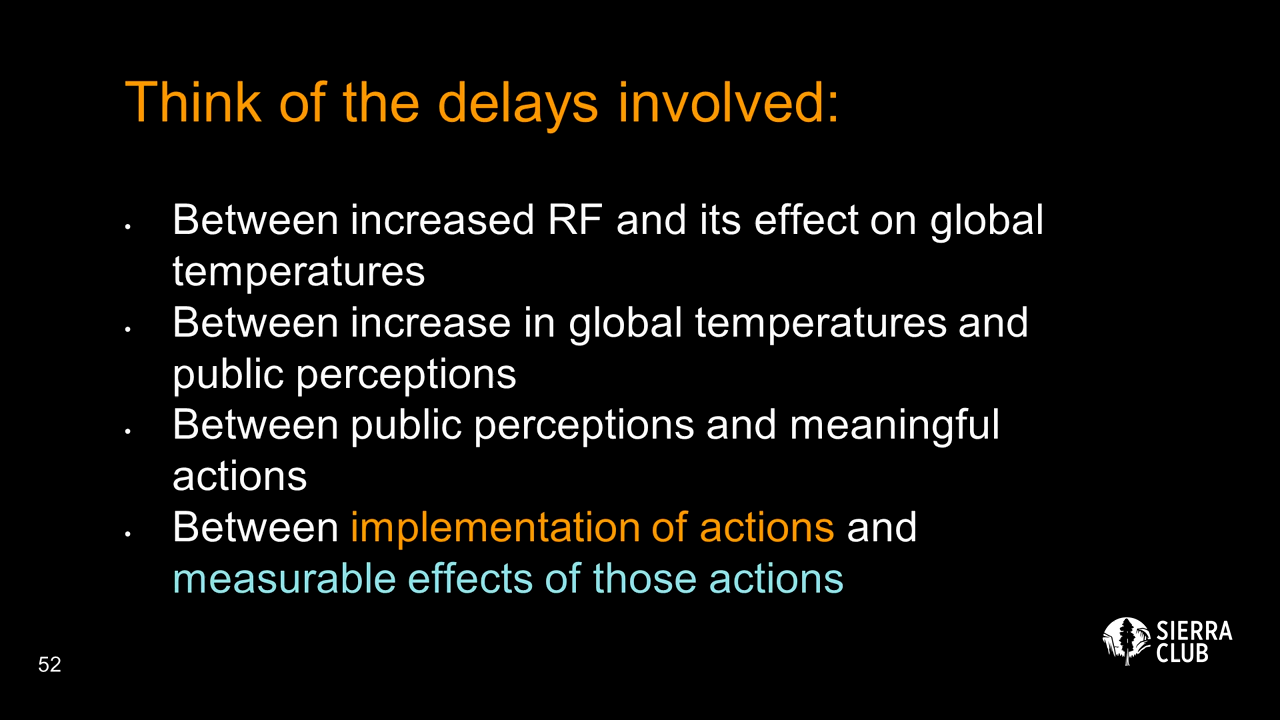 Think of the delays involved:
• Between increased RF and its effect on global
temperatures
• Between increase in global temperatures and
public perceptions
• Between public perceptions and meaningful
actions
• Between implementation of actions and
measurable effects of those actions
SIERRA
CLUB
52